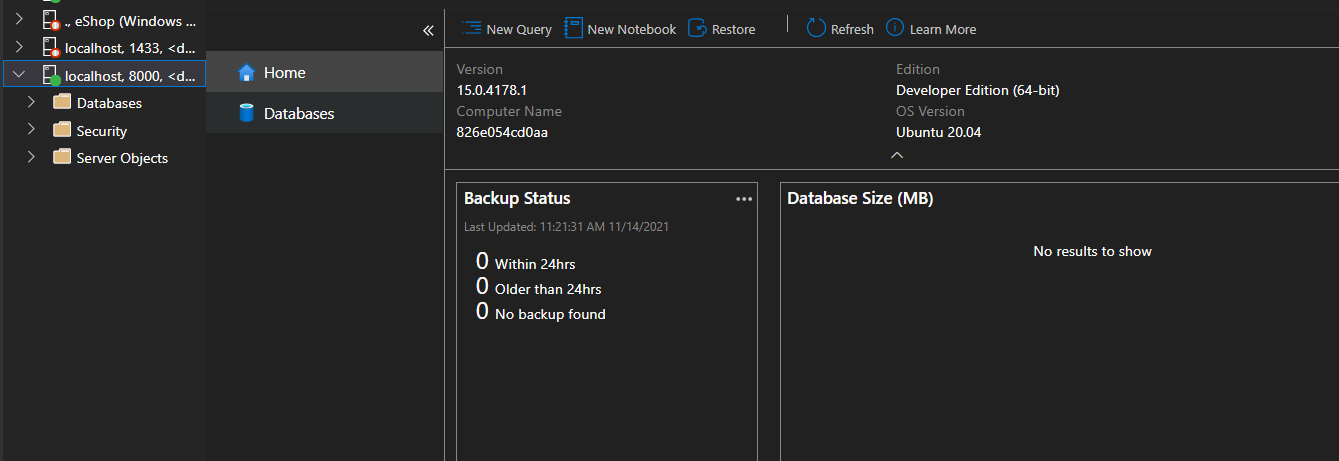 ., eShop (Windows ...
localhost, 1433, <d...
localhost, 8000, <d...
Databases
Security
Server Objects
Home
Databases
New Query New Notebook Restore Refresh Learn More
Version
15.0.4178.1
Computer Name
826e054cd0aa
Edition
Developer Edition (64-bit)
OS Version
Ubuntu 20.04
Backup Status
Last Updated: 11:21:31 AM 11/14/2021
0 Within 24hrs
0 Older than 24hrs
0 No backup found
Database Size (MB)
No results to show